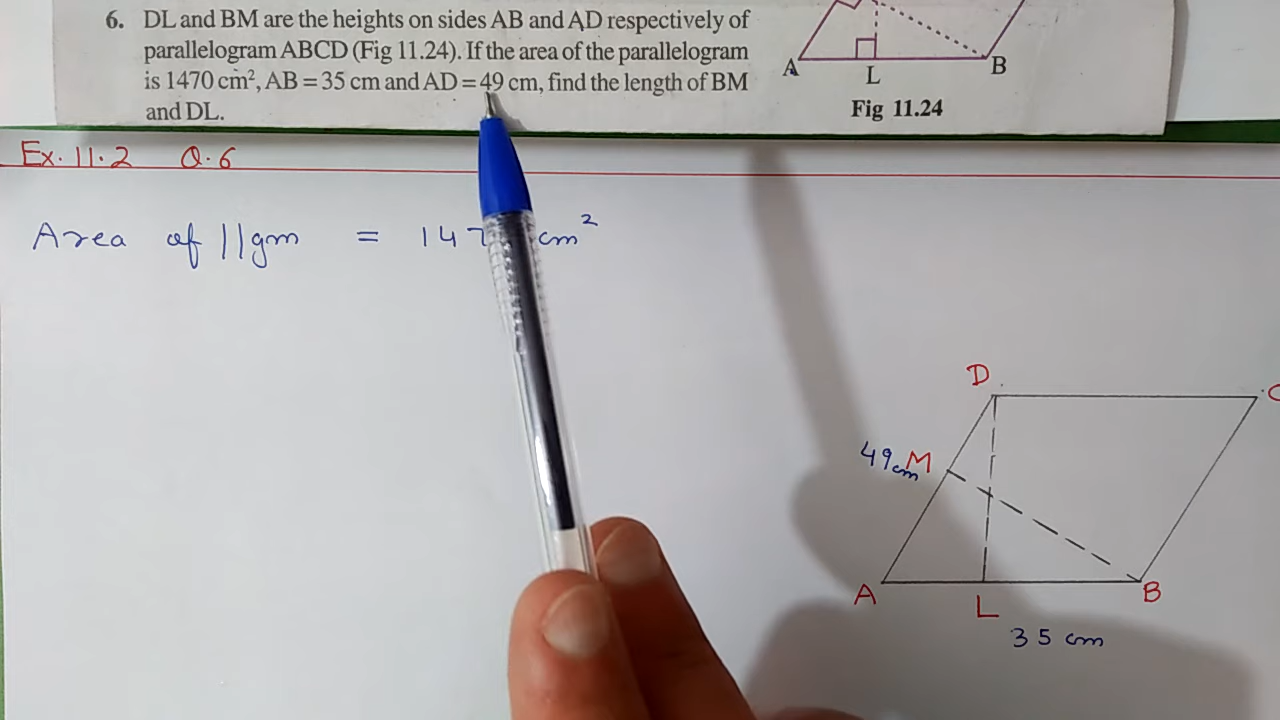 6. DL and BM are the heights on sides AB and AD respectively of
parallelogram ABCD (Fig 11.24). If the area of the parallelogram
is 1470 cm², AB = 35 cm and AD = 49 cm, find the length of BM
and DL.
A
L
B
Fig 11.24
Ex. 11.2 Q.6
Area of ||gm = 147 cm²
D
C
49cm M
A
L
B
35 cm